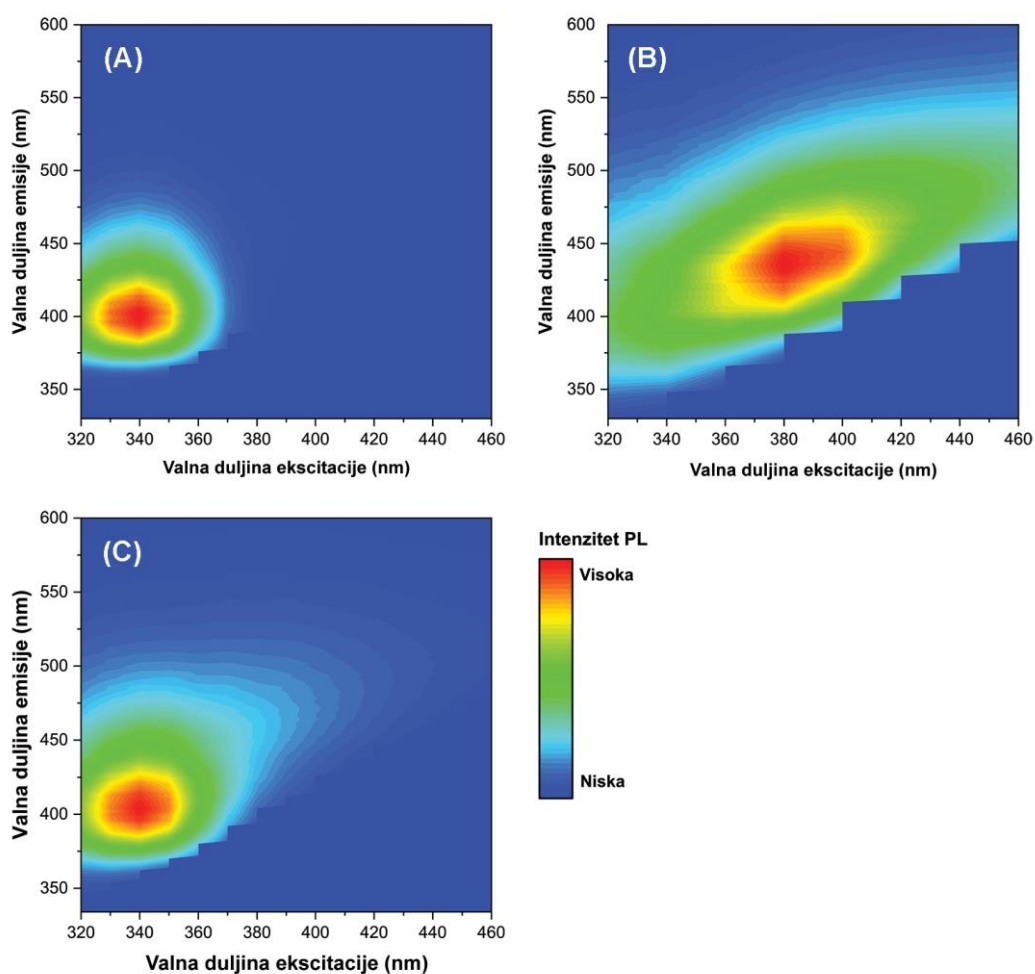 (A)
Valna duljina emisije (nm)
600
550
500
450
400
350
320 340 360 380 400 420 440 460
Valna duljina ekscitacije (nm)
(B)
Valna duljina emisije (nm)
600
550
500
450
400
350
320 340 360 380 400 420 440 460
Valna duljina ekscitacije (nm)
(C)
Valna duljina emisije (nm)
600
550
500
450
400
350
320 340 360 380 400 420 440 460
Valna duljina ekscitacije (nm)
Intenzitet PL
Visoka
Niska